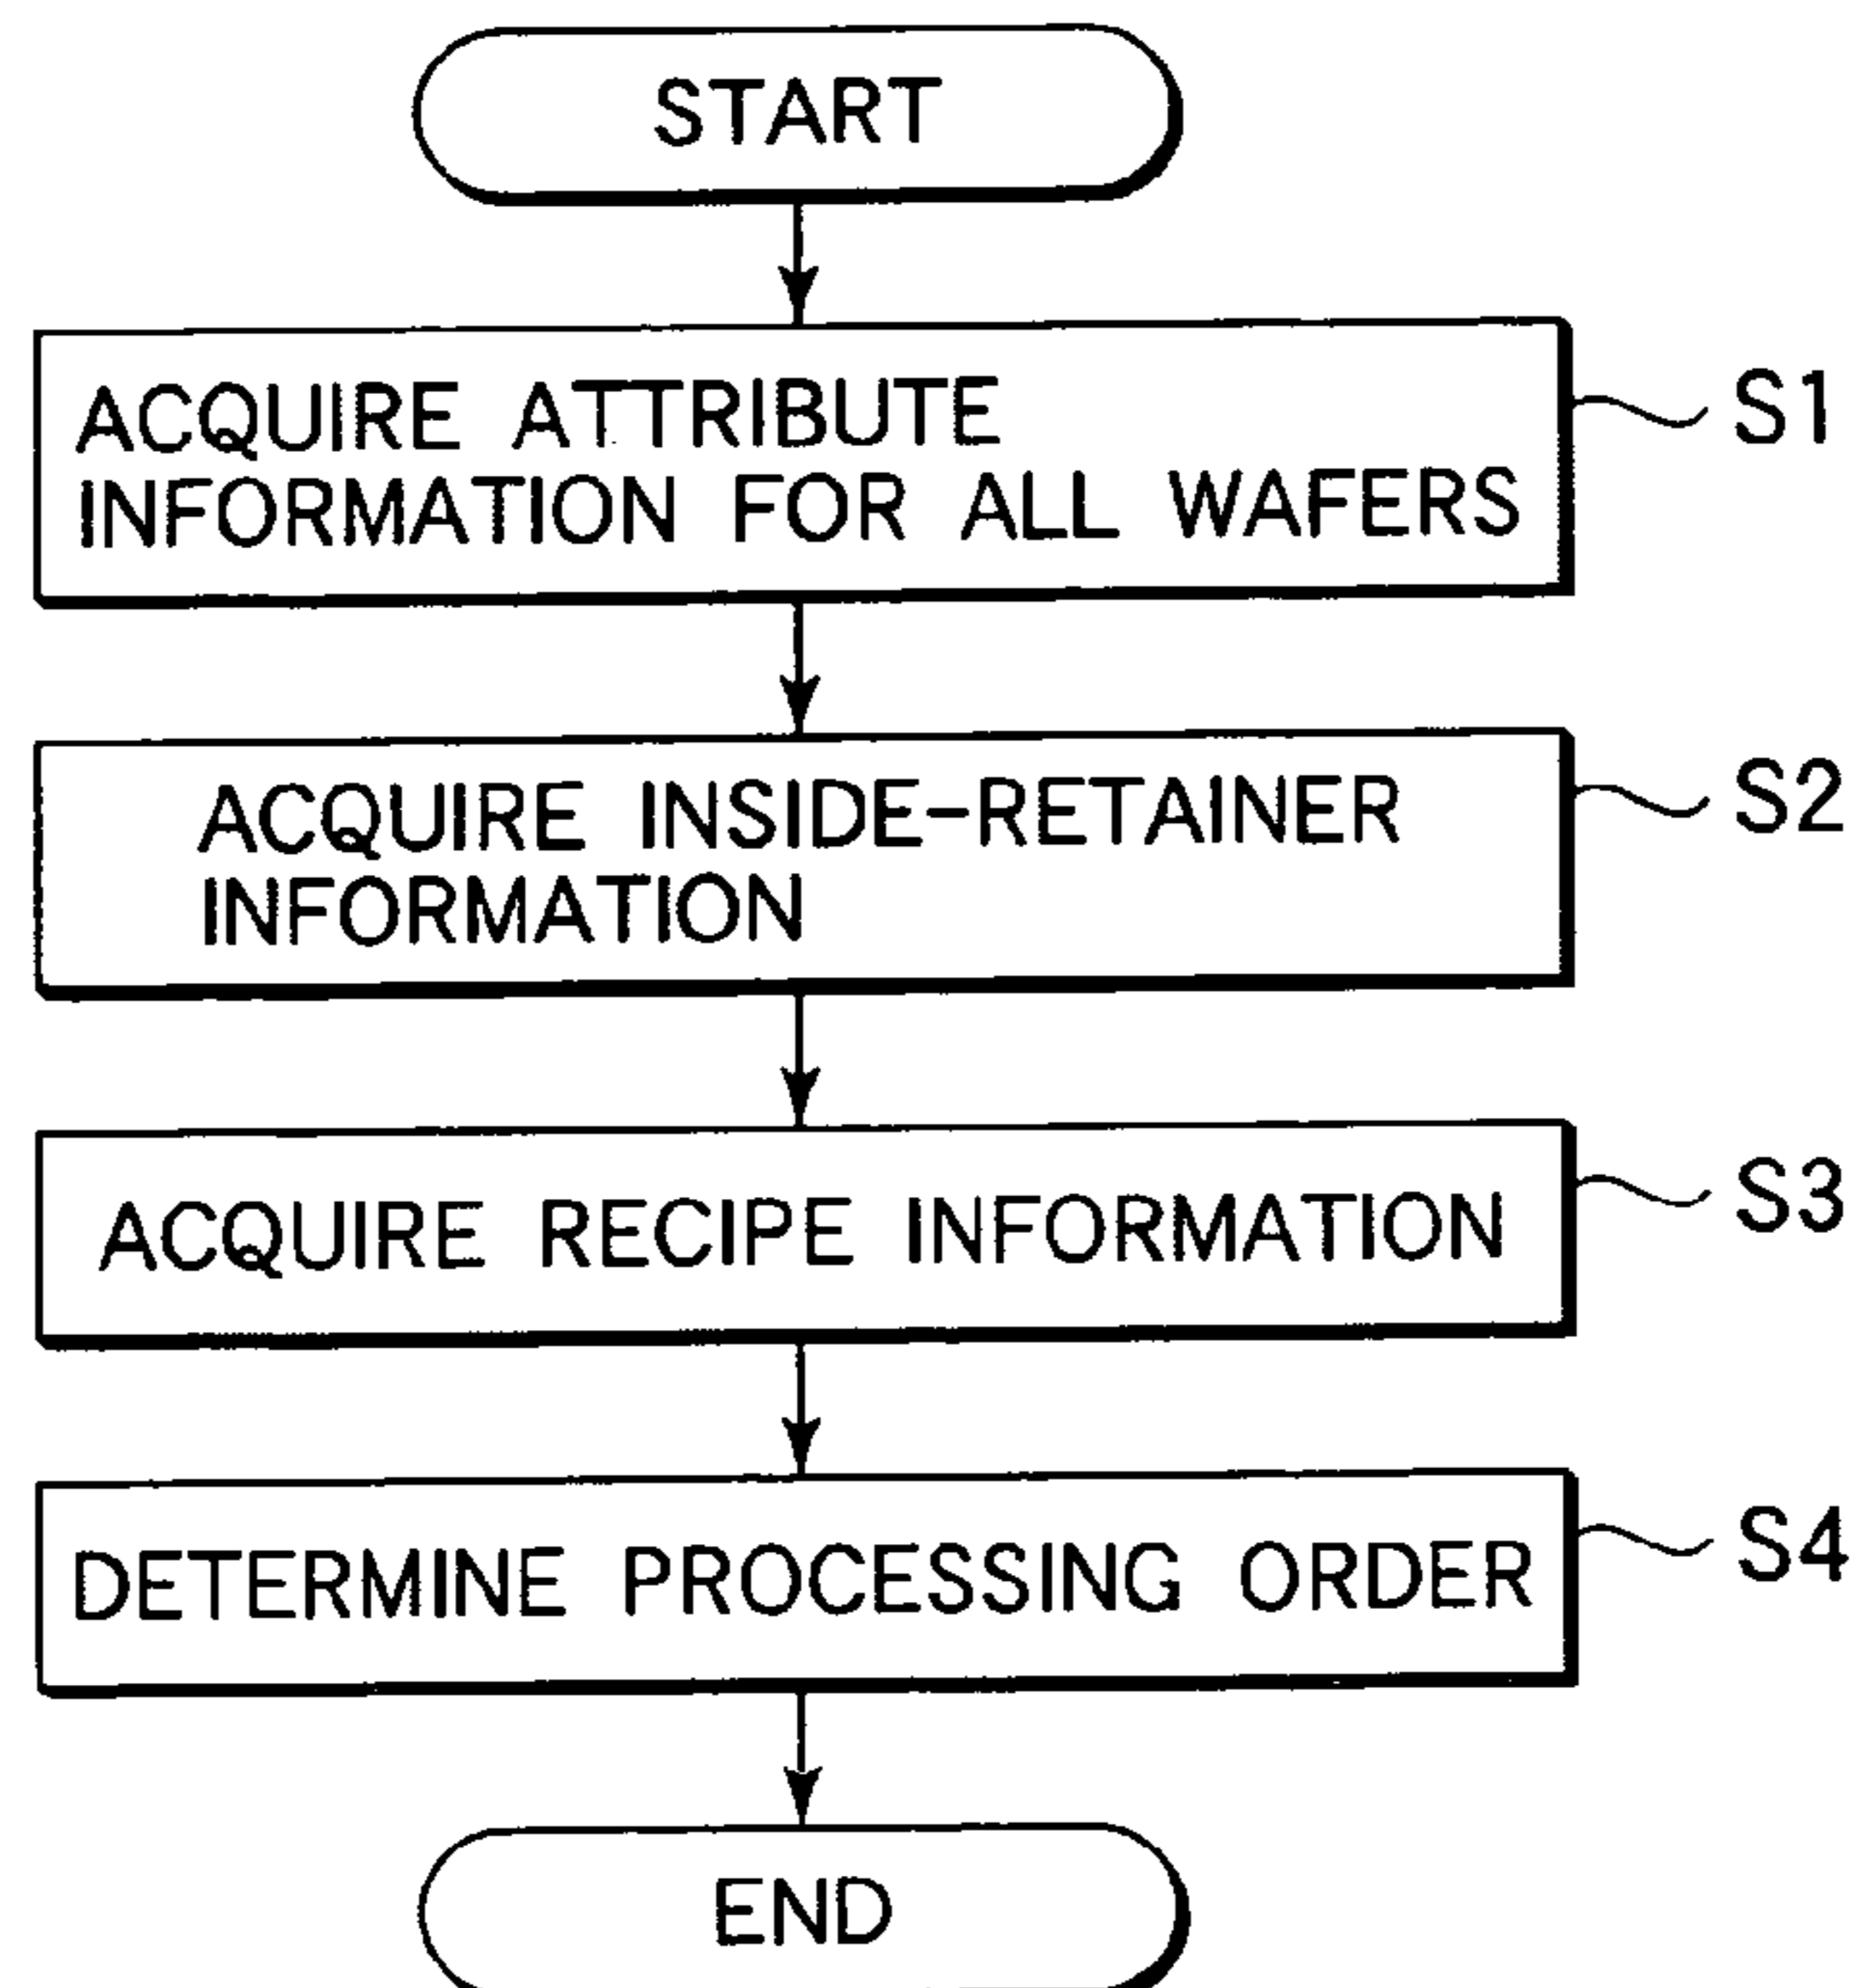 START
ACQUIRE ATTRIBUTE
INFORMATION FOR ALL WAFERS
S1
ACQUIRE INSIDE-RETAINER
INFORMATION
S2
ACQUIRE RECIPE INFORMATION
S3
DETERMINE PROCESSING ORDER
S4
END